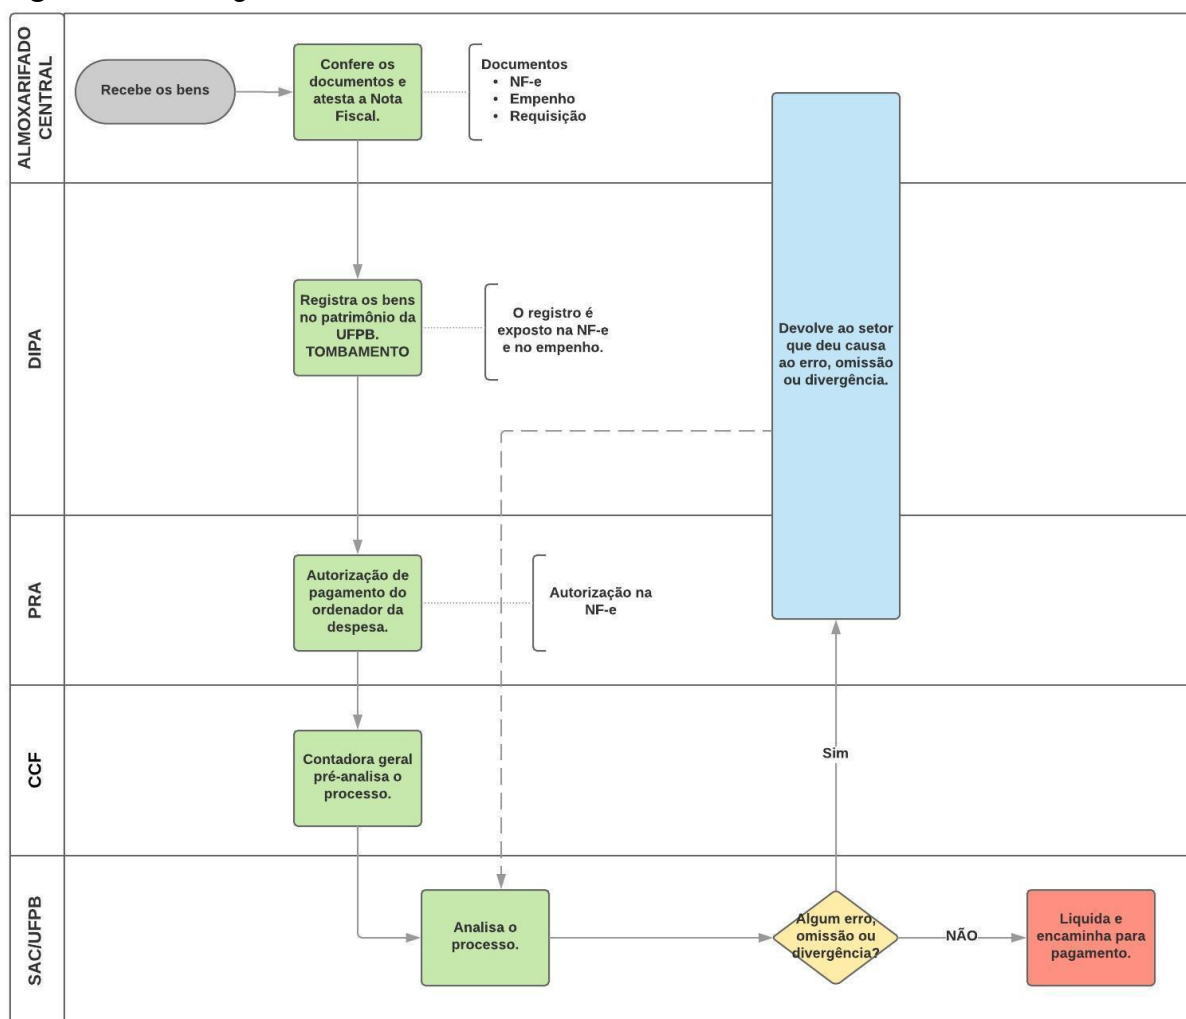 ALMOXARIFADO
CENTRAL
Recebe os bens
Confere os
documentos e
atesta a Nota
Fiscal.
Documentos
• NF-e
• Empenho
• Requisição
DIPA
Registra os bens
no patrimônio da
UFPB.
TOMBAMENTO
O registro é
exposto na NF-e
e no empenho.
Devolve ao setor
que deu causa
ao erro, omissão
ou divergência.
PRA
Autorização de
pagamento do
ordenador da
despesa.
Autorização na
NF-e
CCF
Contadora geral
pré-analisa o
processo.
Sim
SAC/UFPB
Analisa o
processo.
Algum erro,
omissão ou
divergência?
NÃO
Liquida e
encaminha para
pagamento.